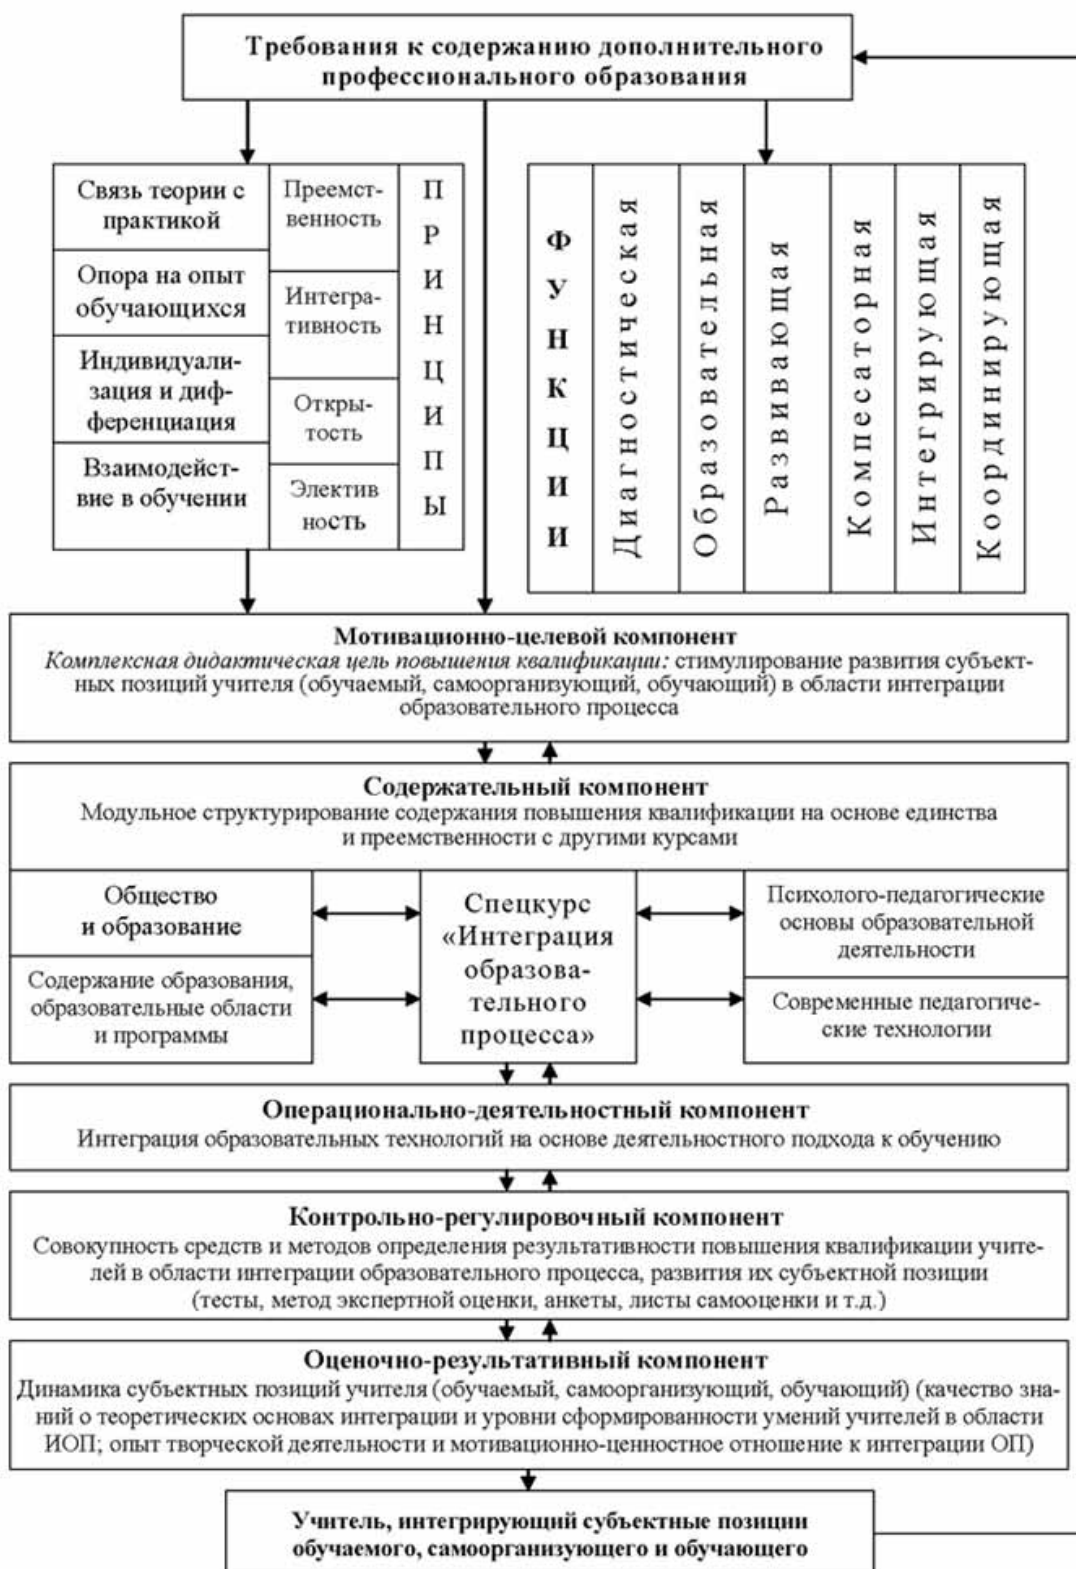 Требования к содержанию дополнительного
профессионального образования
Связь теории с
практикой
Опора на опыт
обучающихся
Индивидуали-
зация и диф-
ференциация
Взаимодейст-
вие в обучении
Преемст-
венность
Интегра-
тивность
Откры-
тость
Электив
ность
ПРИНЦИПЫ
ФУНКЦИИ
Диагностическая
Образовательная
Развивающая
Компесаторная
Интегрирующая
Координирующая
Мотивационно-целевой компонент
Комплексная дидактическая цель повышения квалификации: стимулирование развития субъект-
ных позиций учителя (обучаемый, самоорганизующий, обучающий) в области интеграции
образовательного процесса
Содержательный компонент
Модульное структурирование содержания повышения квалификации на основе единства
и преемственности с другими курсами
Общество
и образование
Содержание образования,
образовательные области
и программы
Спецкурс
«Интеграция
образова-
тельного
процесса»
Психолого-педагогические
основы образовательной
деятельности
Современные педагогиче-
ские технологии
Операционально-деятельностный компонент
Интеграция образовательных технологий на основе деятельностного подхода к обучению
Контрольно-регулировочный компонент
Совокупность средств и методов определения результативности повышения квалификации учите-
лей в области интеграции образовательного процесса, развития их субъектной позиции
(тесты, метод экспертной оценки, анкеты, листы самооценки и т.д.)
Оценочно-результативный компонент
Динамика субъектных позиций учителя (обучаемый, самоорганизующий, обучающий) (качество зна-
ний о теоретических основах интеграции и уровни сформированности умений учителей в области
ИОП; опыт творческой деятельности и мотивационно-ценностное отношение к интеграции ОП)
Учитель, интегрирующий субъектные позиции
обучаемого, самоорганизующего и обучающего